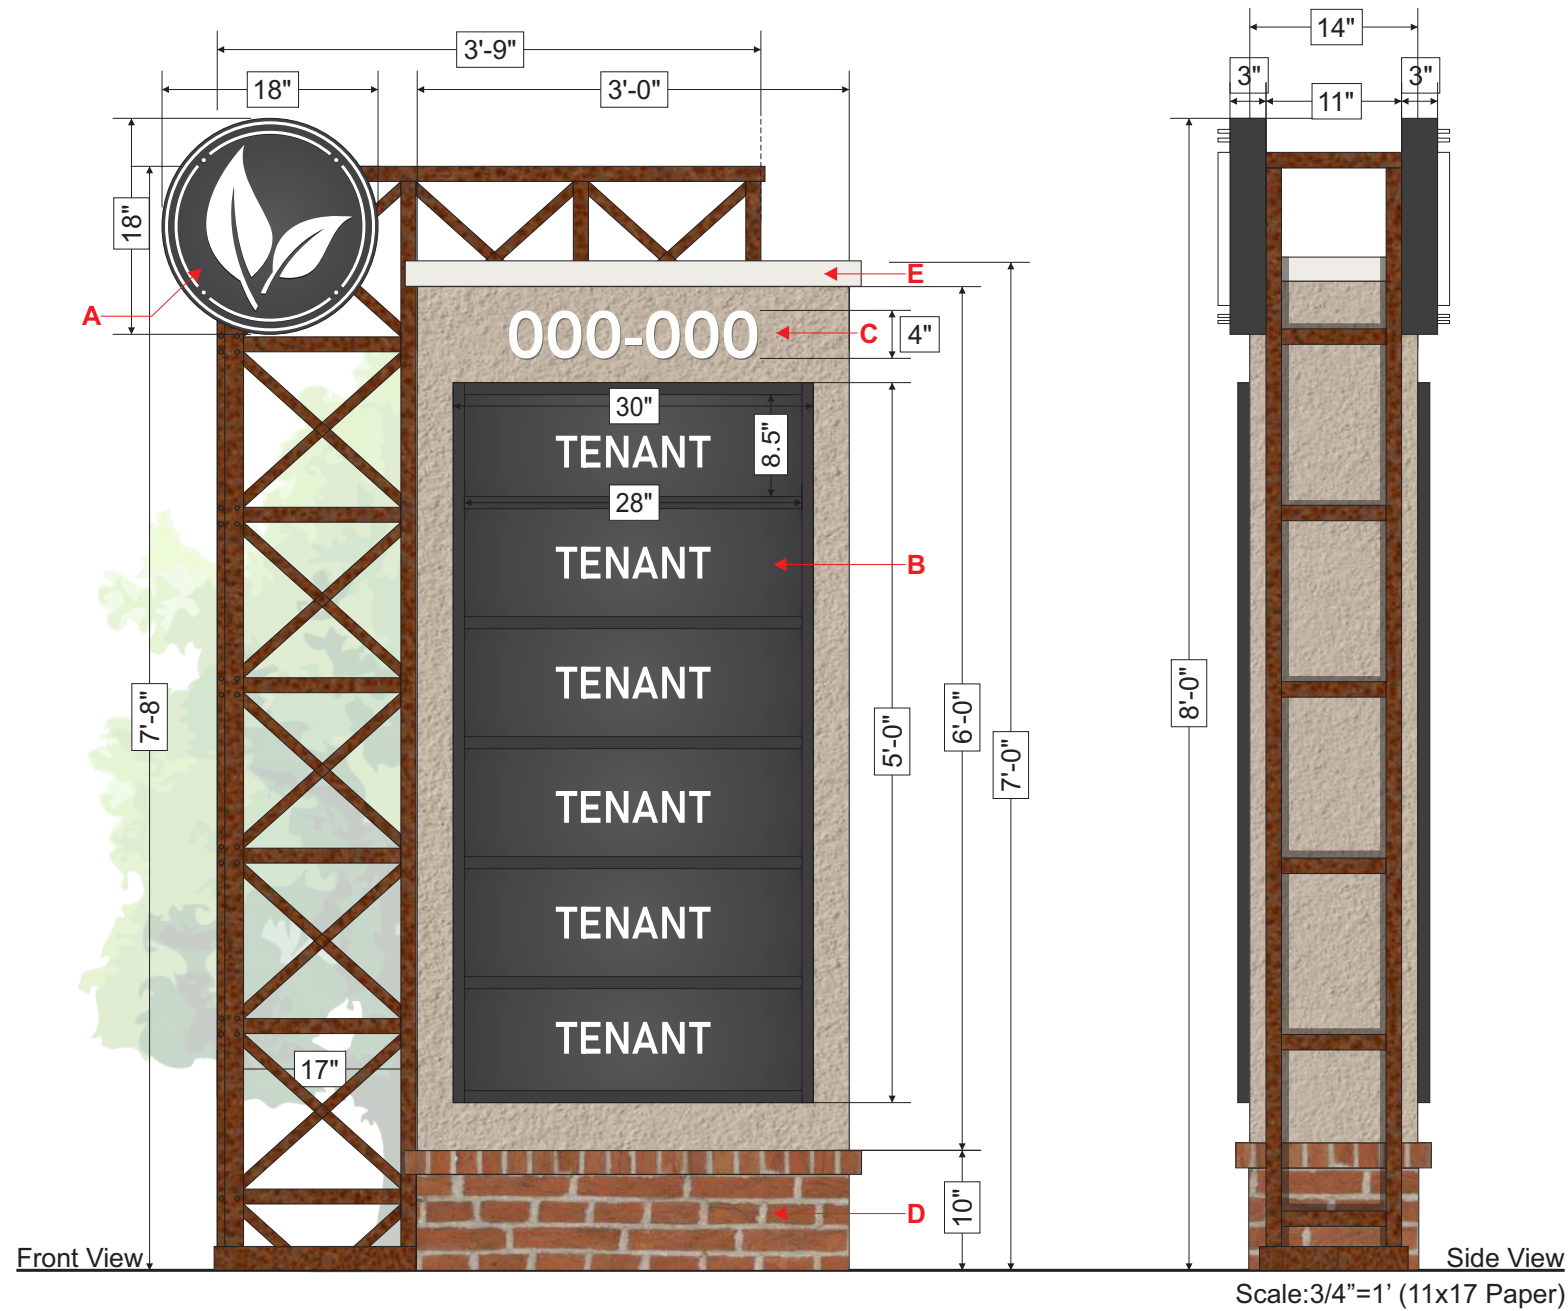 3'-9"
14"
18"
3'-0"
3"
11"
3"
18"
E
A
C
4"
000-000
30"
8.5"
TENANT
28"
TENANT
B
TENANT
7'-8"
5'-0"
6'-0"
7'-0"
8'-0"
TENANT
TENANT
TENANT
17"
D
10"
Front View
Side View
Scale:3/4”=1’ (11x17 Paper)